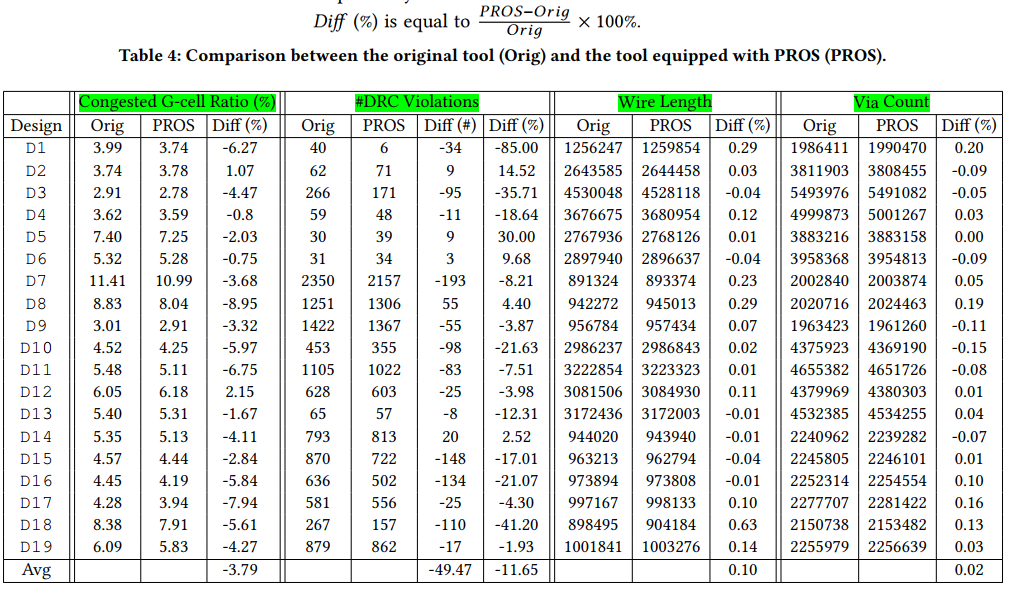 Diff (%) is equal to PROS−Orig / Orig × 100%.
Table 4: Comparison between the original tool (Orig) and the tool equipped with PROS (PROS).
Congested G-cell Ratio (%) #DRC Violations Wire Length Via Count
Design Orig PROS Diff (%) Orig PROS Diff (#) Diff (%) Orig PROS Diff (%) Orig PROS Diff (%)
D1 3.99 3.74 -6.27 40 6 -34 -85.00 1256247 1259854 0.29 1986411 1990470 0.20
D2 3.74 3.78 1.07 62 71 9 14.52 2643585 2644458 0.03 3811903 3808455 -0.09
D3 2.91 2.78 -4.47 266 171 -95 -35.71 4530048 4528118 -0.04 5493976 5491082 -0.05
D4 3.62 3.59 -0.8 59 48 -11 -18.64 3676675 3680954 0.12 4999873 5001267 0.03
D5 7.40 7.25 -2.03 30 39 9 30.00 2767936 2768126 0.01 3883216 3883158 0.00
D6 5.32 5.28 -0.75 31 34 3 9.68 2897940 2896637 -0.04 3958368 3954813 -0.09
D7 11.41 10.99 -3.68 2350 2157 -193 -8.21 891324 893374 0.23 2002840 2003874 0.05
D8 8.83 8.04 -8.95 1251 1306 55 4.40 942272 945013 0.29 2020716 2024463 0.19
D9 3.01 2.91 -3.32 1422 1367 -55 -3.87 956784 957434 0.07 1963423 1961260 -0.11
D10 4.52 4.25 -5.97 453 355 -98 -21.63 2986237 2986843 0.02 4375923 4369190 -0.15
D11 5.48 5.11 -6.75 1105 1022 -83 -7.51 3222854 3223323 0.01 4655382 4651726 -0.08
D12 6.05 6.18 2.15 628 603 -25 -3.98 3081506 3084930 0.11 4379969 4380303 0.01
D13 5.40 5.31 -1.67 65 57 -8 -12.31 3172436 3172003 -0.01 4532385 4534255 0.04
D14 5.35 5.13 -4.11 793 813 20 2.52 944020 943940 -0.01 2240962 2239282 -0.07
D15 4.57 4.44 -2.84 870 722 -148 -17.01 963213 962794 -0.04 2245805 2246101 0.01
D16 4.45 4.19 -5.84 636 502 -134 -21.07 973894 973808 -0.01 2252314 2254554 0.10
D17 4.28 3.94 -7.94 581 556 -25 -4.30 997167 998133 0.10 2277707 2281422 0.16
D18 8.38 7.91 -5.61 267 157 -110 -41.20 898495 904184 0.63 2150738 2153482 0.13
D19 6.09 5.83 -4.27 879 862 -17 -1.93 1001841 1003276 0.14 2255979 2256639 0.03
Avg -3.79 -49.47 -11.65 0.10 0.02